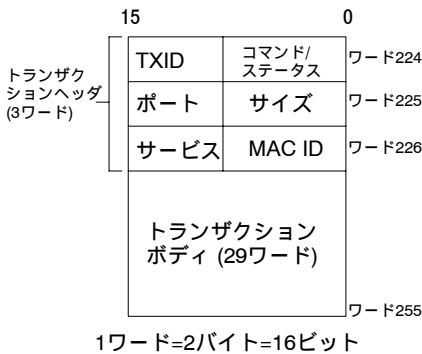 15 0
TXID
コマンド/
ステータス
ワード224
トランザク
ションヘッダ
(3ワード)
ポート サイズ ワード225
サービス MAC ID ワード226
トランザクション
ボディ (29ワード)
ワード255
1ワード=2バイト=16ビット